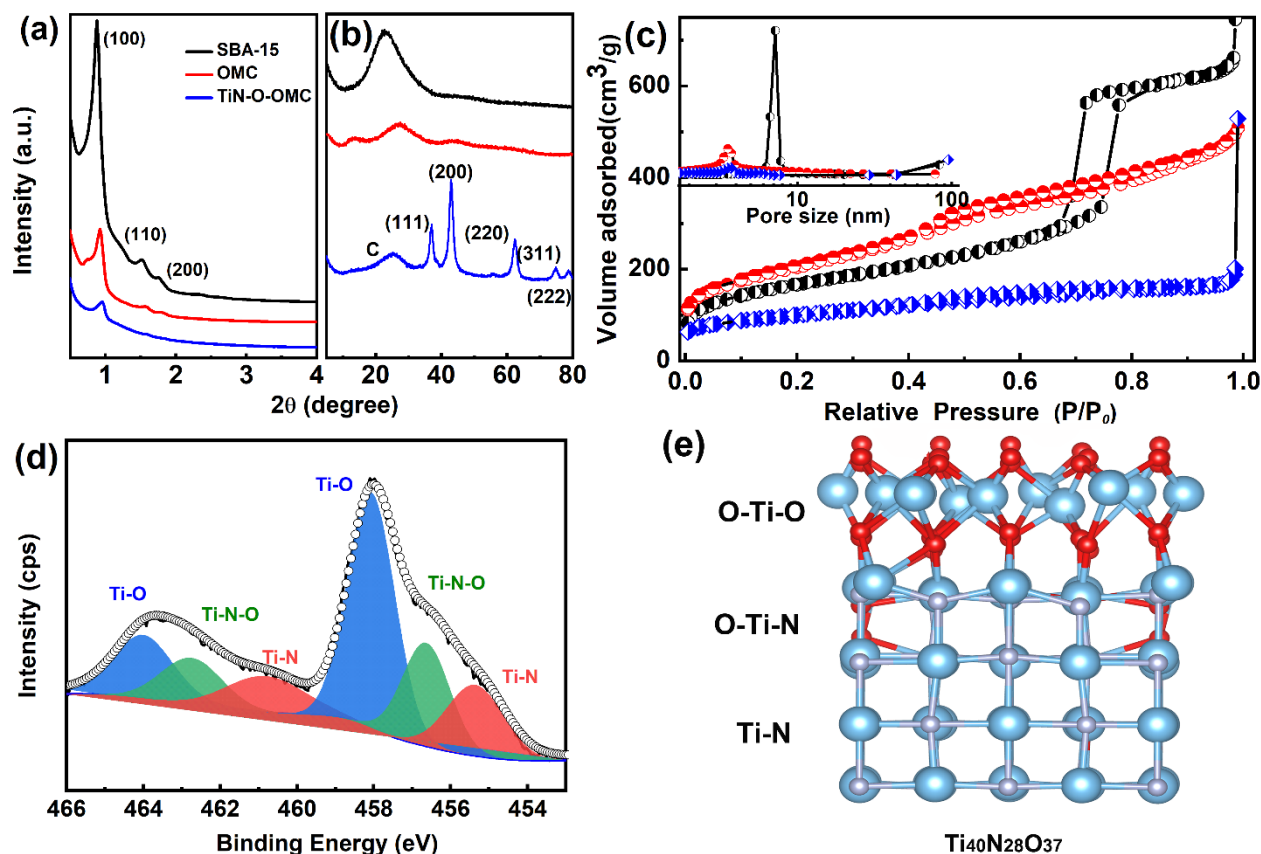 (a)
(100)
SBA-15
OMC
TiN-O-OMC
(110)
(200)
Intensity (a.u.)
1 2 3 4
(b)
(200)
(111)
(220)
C
(311)
(222)
20 40 60 80
2θ (degree)
(c)
Volume adsorbed(cm3/g)
600
400
200
0
10 100
Pore size (nm)
0.0 0.2 0.4 0.6 0.8 1.0
Relative Pressure (P/P0)
(d)
Ti-O
Ti-N-O
Ti-N
Ti-O
Ti-N-O
Ti-N
Intensity (cps)
466 464 462 460 458 456 454
Binding Energy (eV)
(e)
O-Ti-O
O-Ti-N
Ti-N
Ti40N28O37